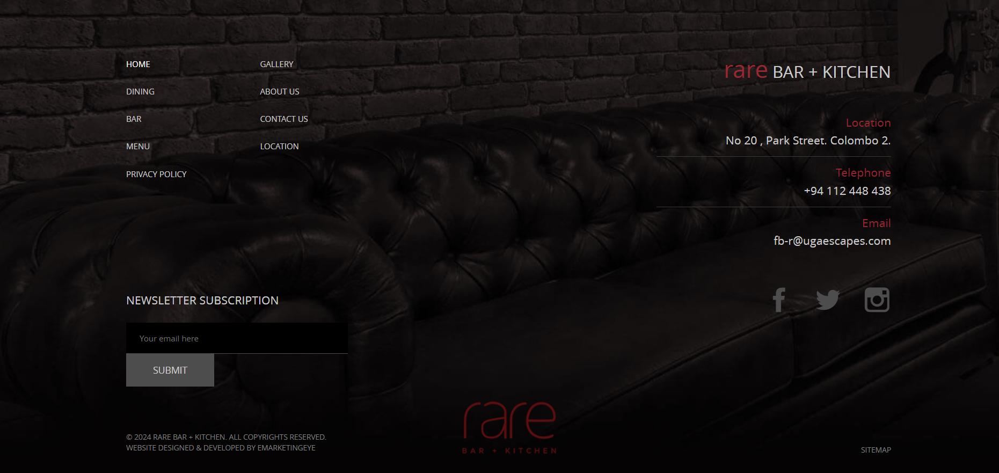 HOME
DINING
BAR
MENU
PRIVACY POLICY
GALLERY
ABOUT US
CONTACT US
LOCATION
rare BAR + KITCHEN
Location
No 20 , Park Street. Colombo 2.
Telephone
+94 112 448 438
Email
fb-r@ugaescapes.com
NEWSLETTER SUBSCRIPTION
Your email here
SUBMIT
© 2024 RARE BAR + KITCHEN. ALL COPYRIGHTS RESERVED.
WEBSITE DESIGNED & DEVELOPED BY EMARKETINGEYE
rare
BAR + KITCHEN
SITEMAP